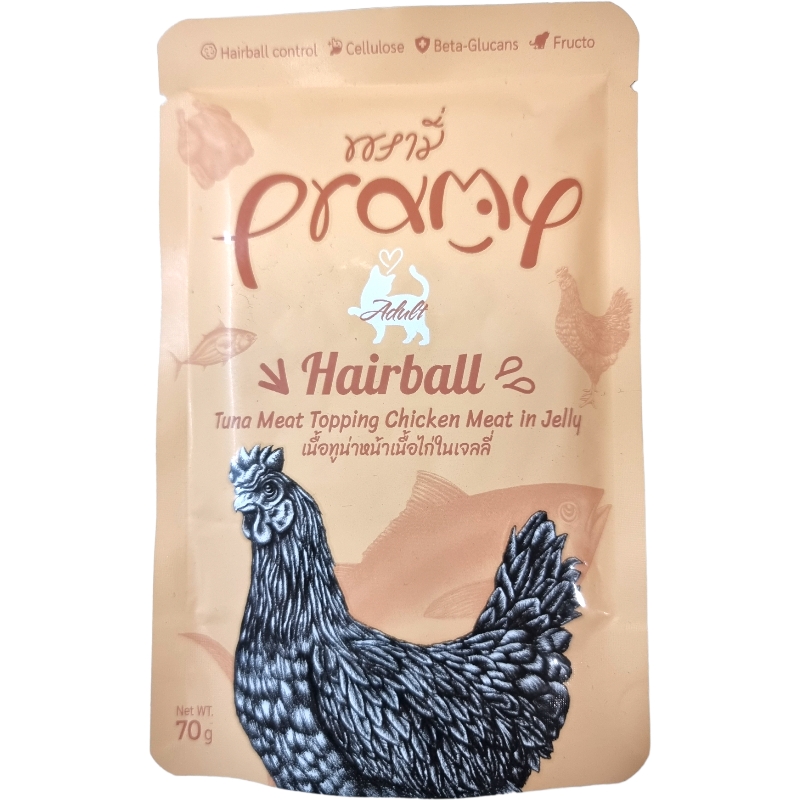 Hairball control Cellulose Beta-Glucans Fructo
พรามี่
pramy
Adult
Hairball
Tuna Meat Topping Chicken Meat in Jelly
เนื้อทูน่าหน้าเนื้อไก่ในเจลลี่
Net WT.
70 g